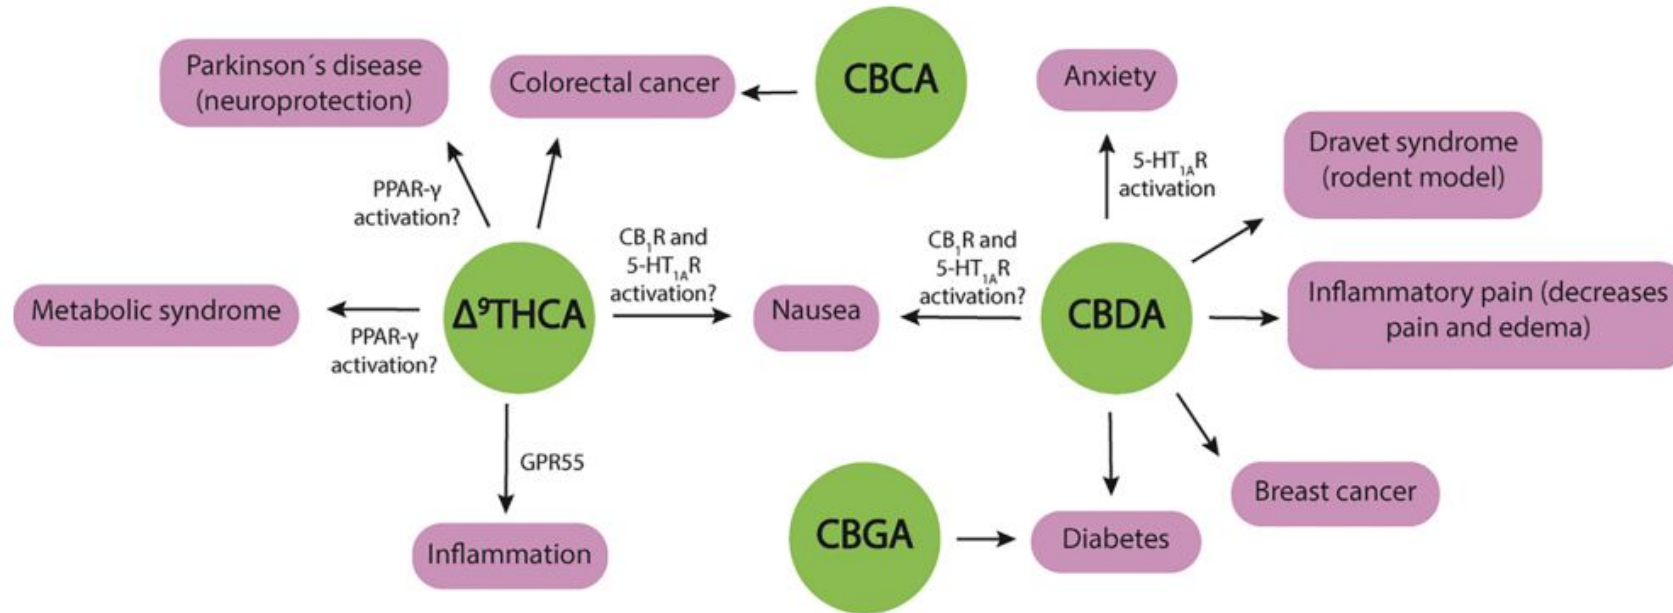 Parkinson´s disease
(neuroprotection)
Colorectal cancer
CBCA
Anxiety
Dravet syndrome
(rodent model)
PPAR-γ
activation?
5-HT₁ₐR
activation
CB₁R and
5-HT₁ₐR
activation?
CB₁R and
5-HT₁ₐR
activation?
Metabolic syndrome
Δ⁹THCA
Nausea
CBDA
Inflammatory pain (decreases
pain and edema)
PPAR-γ
activation?
GPR55
Inflammation
CBGA
Diabetes
Breast cancer